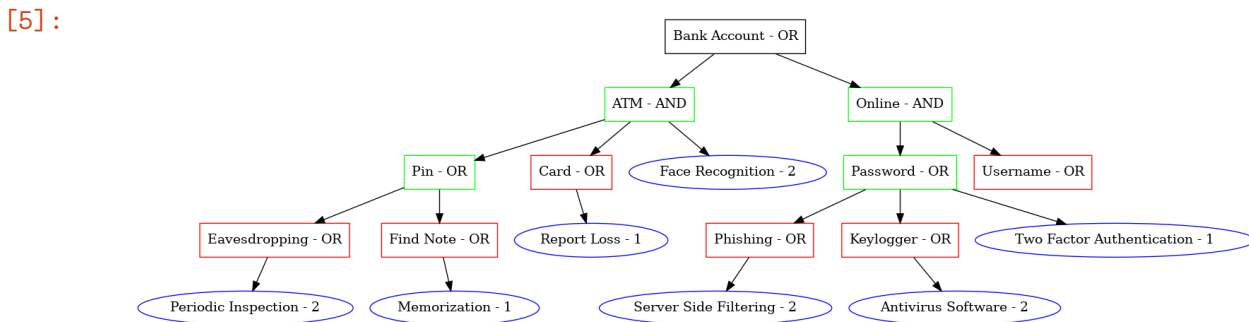 [5]:
Bank Account - OR
ATM - AND
Online - AND
Pin - OR
Card - OR
Face Recognition - 2
Password - OR
Username - OR
Eavesdropping - OR
Find Note - OR
Report Loss - 1
Phishing - OR
Keylogger - OR
Two Factor Authentication - 1
Periodic Inspection - 2
Memorization - 1
Server Side Filtering - 2
Antivirus Software - 2